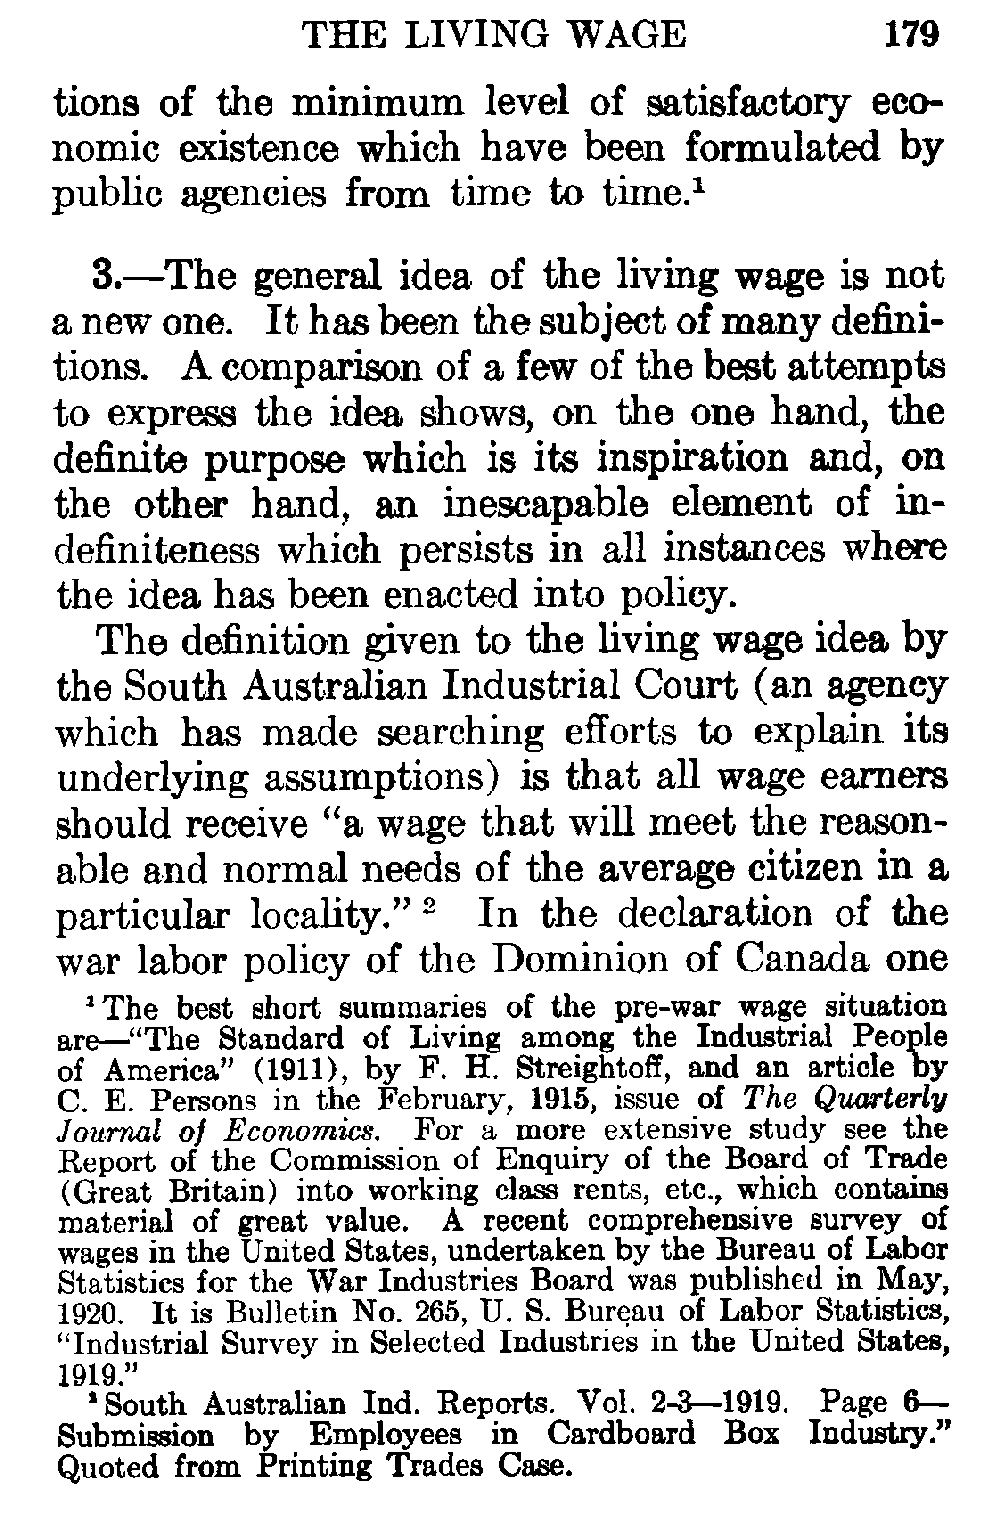 THE LIVING WAGE 179
tions of the minimum level of satisfactory eco-
nomic existence which have been formulated by
public agencies from time to time.¹
3.—The general idea of the living wage is not
a new one. It has been the subject of many defini-
tions. A comparison of a few of the best attempts
to express the idea shows, on the one hand, the
definite purpose which is its inspiration and, on
the other hand, an inescapable element of in-
definiteness which persists in all instances where
the idea has been enacted into policy.
The definition given to the living wage idea by
the South Australian Industrial Court (an agency
which has made searching efforts to explain its
underlying assumptions) is that all wage earners
should receive “a wage that will meet the reason-
able and normal needs of the average citizen in a
particular locality.” ² In the declaration of the
war labor policy of the Dominion of Canada one
¹ The best short summaries of the pre-war wage situation
are—“The Standard of Living among the Industrial People
of America” (1911), by F. H. Streightoff, and an article by
C. E. Persons in the February, 1915, issue of The Quarterly
Journal of Economics. For a more extensive study see the
Report of the Commission of Enquiry of the Board of Trade
(Great Britain) into working class rents, etc., which contains
material of great value. A recent comprehensive survey of
wages in the United States, undertaken by the Bureau of Labor
Statistics for the War Industries Board was published in May,
1920. It is Bulletin No. 265, U. S. Bureau of Labor Statistics,
“Industrial Survey in Selected Industries in the United States,
1919.”
² South Australian Ind. Reports. Vol. 2-3—1919. Page 6—
Submission by Employees in Cardboard Box Industry.”
Quoted from Printing Trades Case.